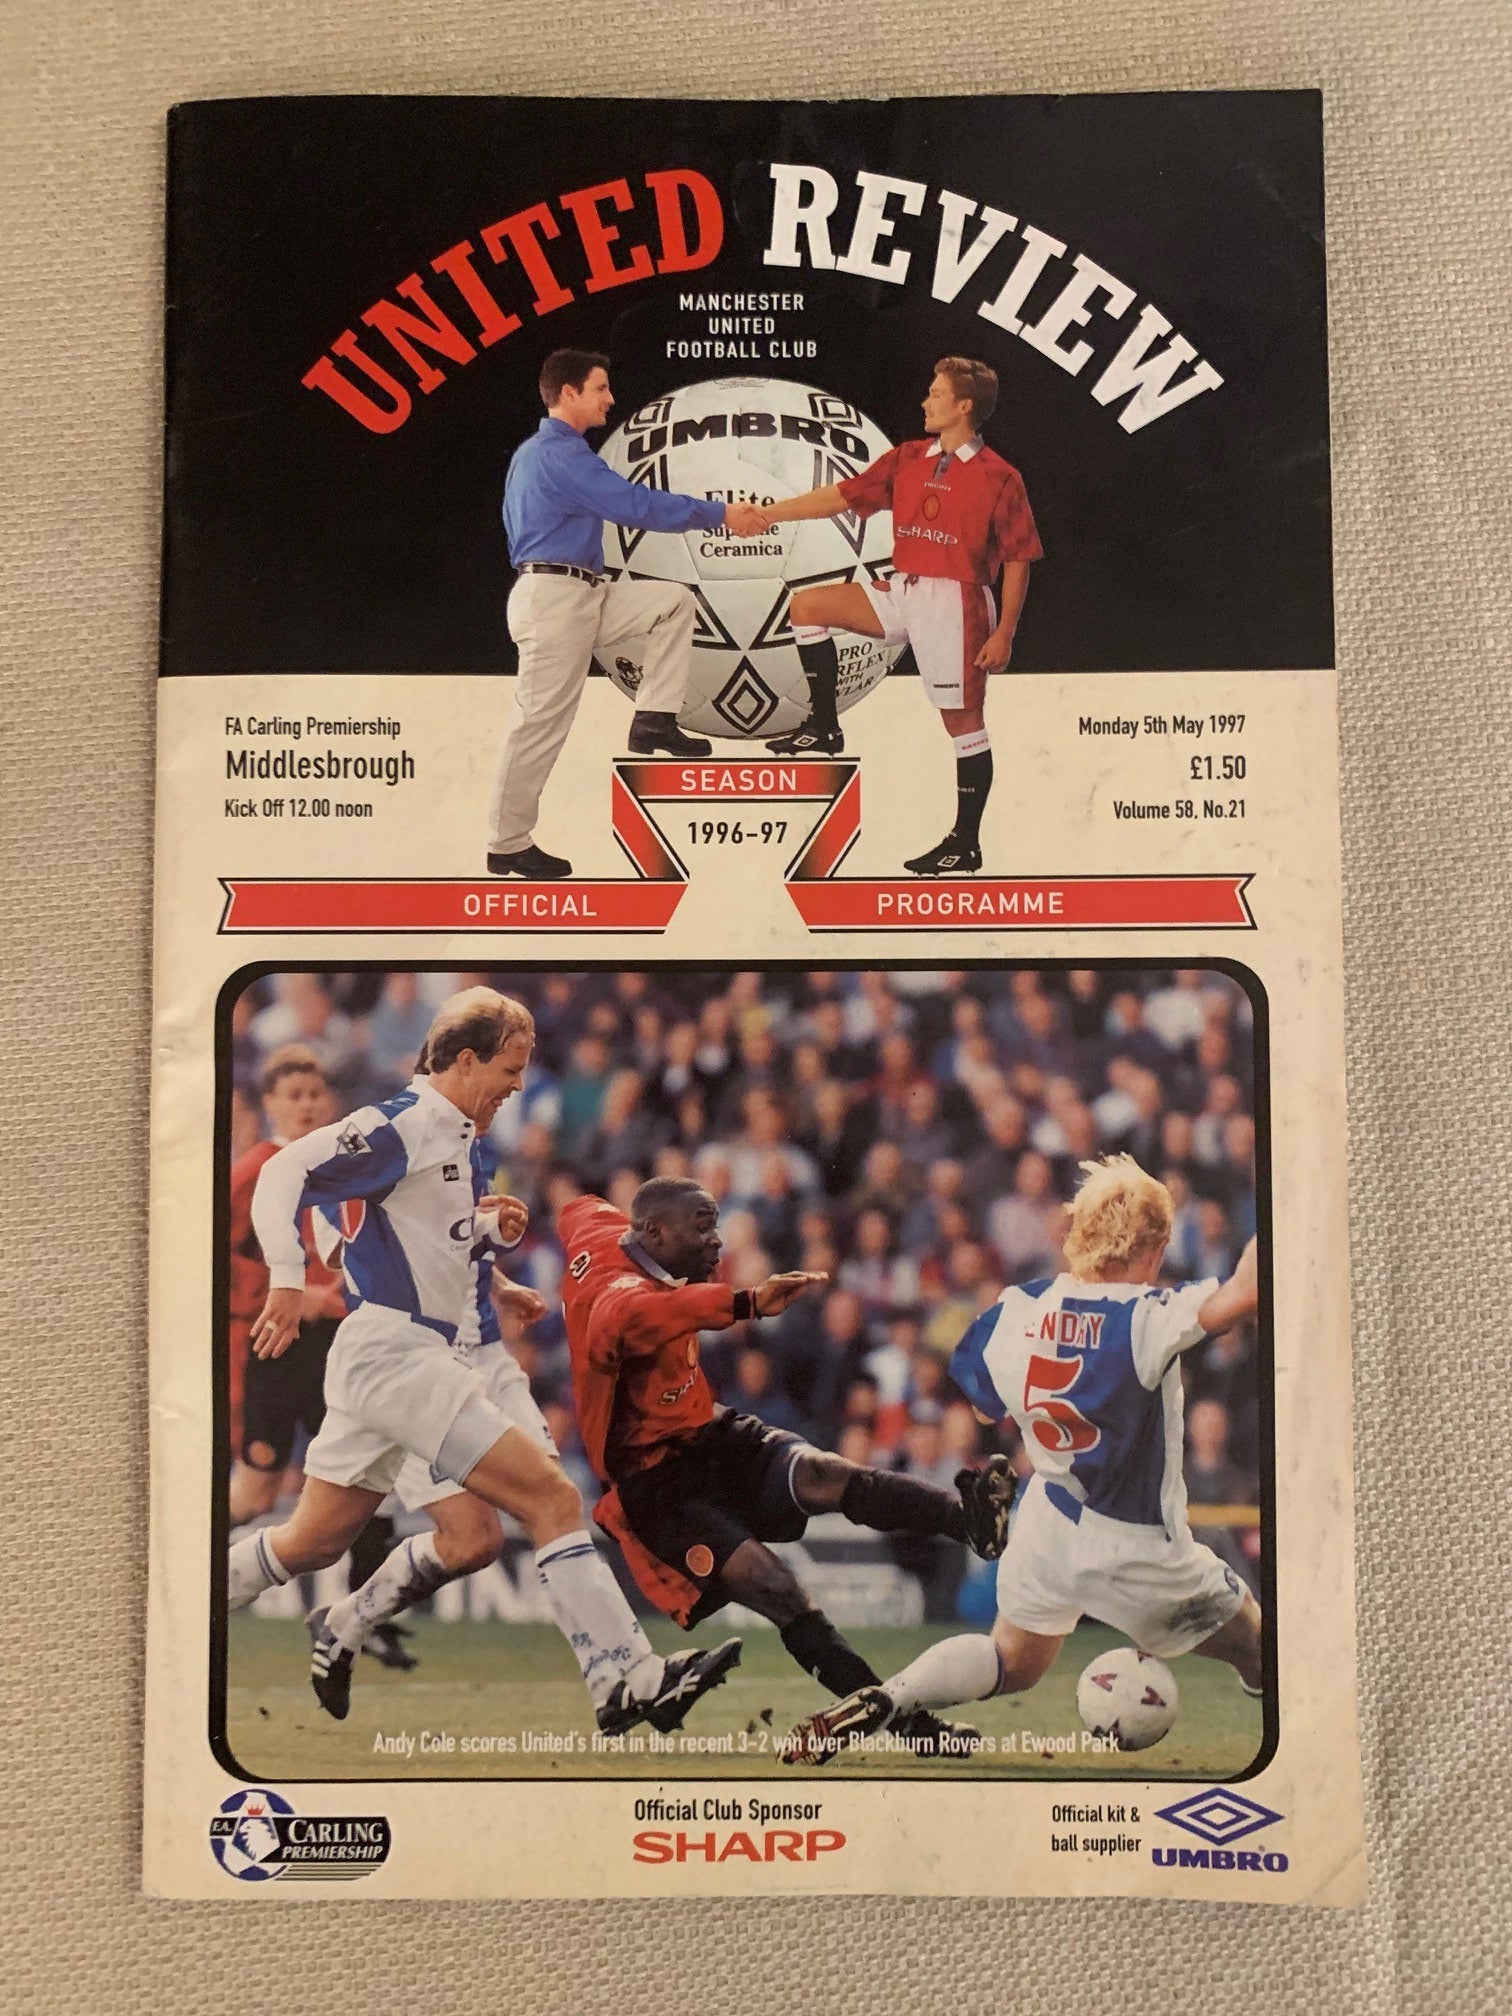 UNITED REVIEW
MANCHESTER
UNITED
FOOTBALL CLUB
UMBRO
Elite
Ceramica
SHARP
PRO
WITH
UMBRO
FA Carling Premiership
Middlesbrough
Kick Off 12.00 noon
Monday 5th May 1997
£1.50
Volume 58, No.21
SEASON
1996-97
OFFICIAL PROGRAMME
5
Andy Cole scores United's first in the recent 3-2 win over Blackburn Rovers at Ewood Park
F.A. CARLING
PREMIERSHIP
Official Club Sponsor
SHARP
Official kit &
ball supplier
UMBRO